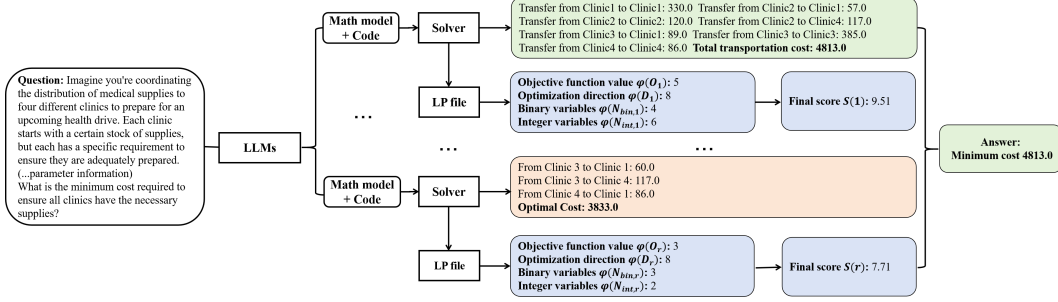 Question: Imagine you're coordinating
the distribution of medical supplies to
four different clinics to prepare for an
upcoming health drive. Each clinic
starts with a certain stock of supplies,
but each has a specific requirement to
ensure they are adequately prepared.
(...parameter information)
What is the minimum cost required to
ensure all clinics have the necessary
supplies?
LLMs
Math model
+ Code
Solver
LP file
Transfer from Clinic1 to Clinic1: 330.0 Transfer from Clinic2 to Clinic1: 57.0
Transfer from Clinic2 to Clinic2: 120.0 Transfer from Clinic2 to Clinic4: 117.0
Transfer from Clinic3 to Clinic1: 89.0 Transfer from Clinic3 to Clinic3: 385.0
Transfer from Clinic4 to Clinic4: 86.0 Total transportation cost: 4813.0
Objective function value φ(O₁): 5
Optimization direction φ(D₁): 8
Binary variables φ(N_{bin,1}): 4
Integer variables φ(N_{int,1}): 6
Final score S(1): 9.51
...
...
...
Math model
+ Code
Solver
LP file
From Clinic 3 to Clinic 1: 60.0
From Clinic 3 to Clinic 4: 117.0
From Clinic 4 to Clinic 1: 86.0
Optimal Cost: 3833.0
Objective function value φ(O_r): 3
Optimization direction φ(D_r): 8
Binary variables φ(N_{bin,r}): 3
Integer variables φ(N_{int,r}): 2
Final score S(r): 7.71
Answer:
Minimum cost 4813.0